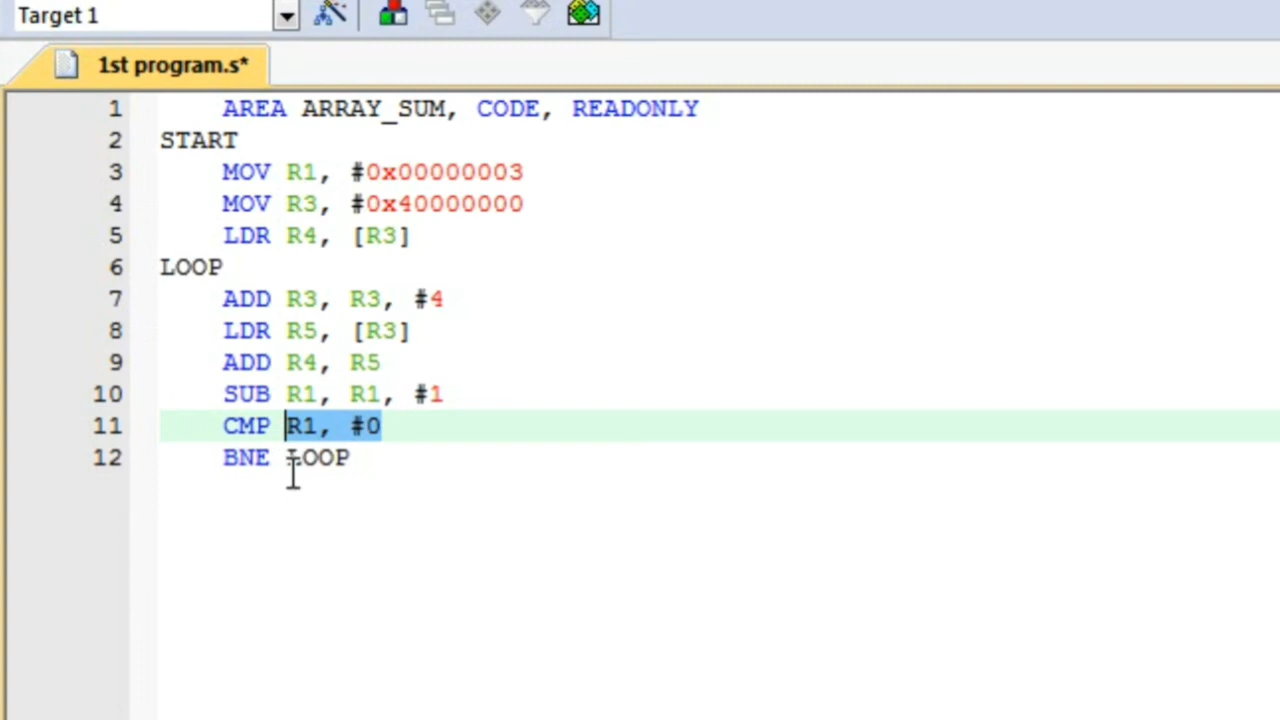 Target 1
1st program.s*
1 AREA ARRAY_SUM, CODE, READONLY
2 START
3 MOV R1, #0x00000003
4 MOV R3, #0x40000000
5 LDR R4, [R3]
6 LOOP
7 ADD R3, R3, #4
8 LDR R5, [R3]
9 ADD R4, R5
10 SUB R1, R1, #1
11 CMP R1, #0
12 BNE LOOP